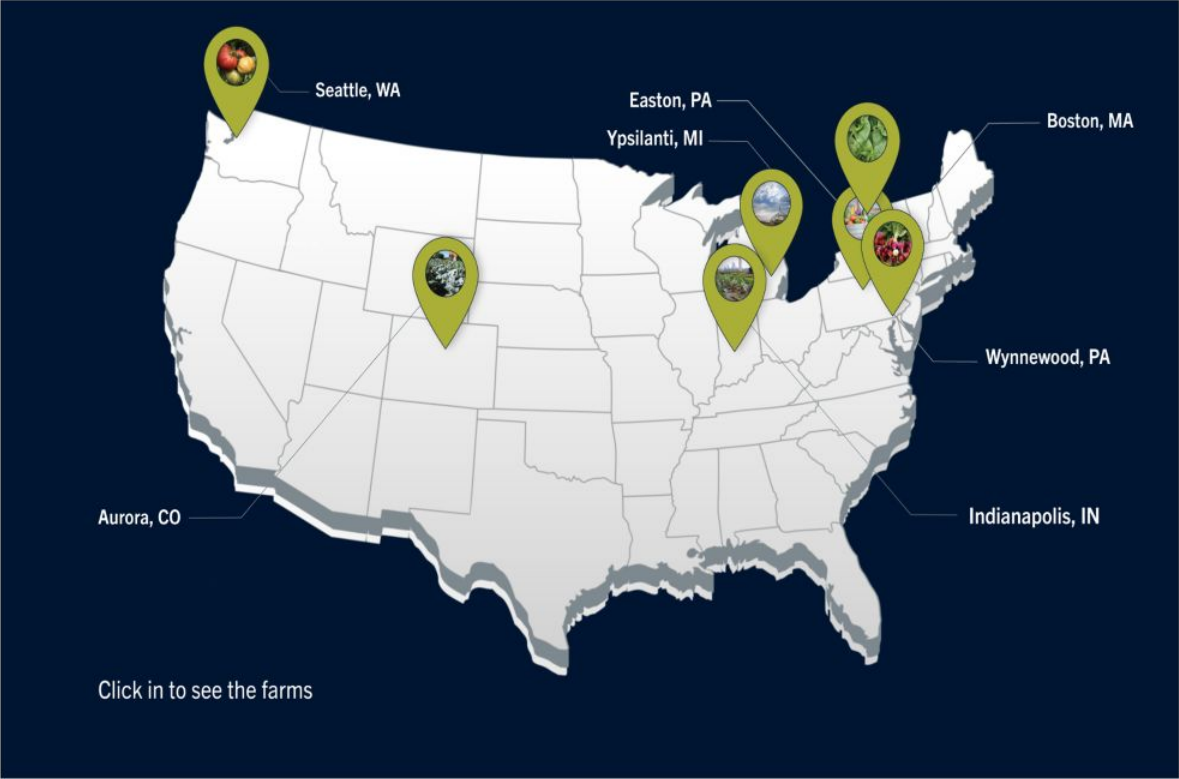 Seattle, WA
Easton, PA
Boston, MA
Ypsilanti, MI
Wynnewood, PA
Aurora, CO
Indianapolis, IN
Click in to see the farms